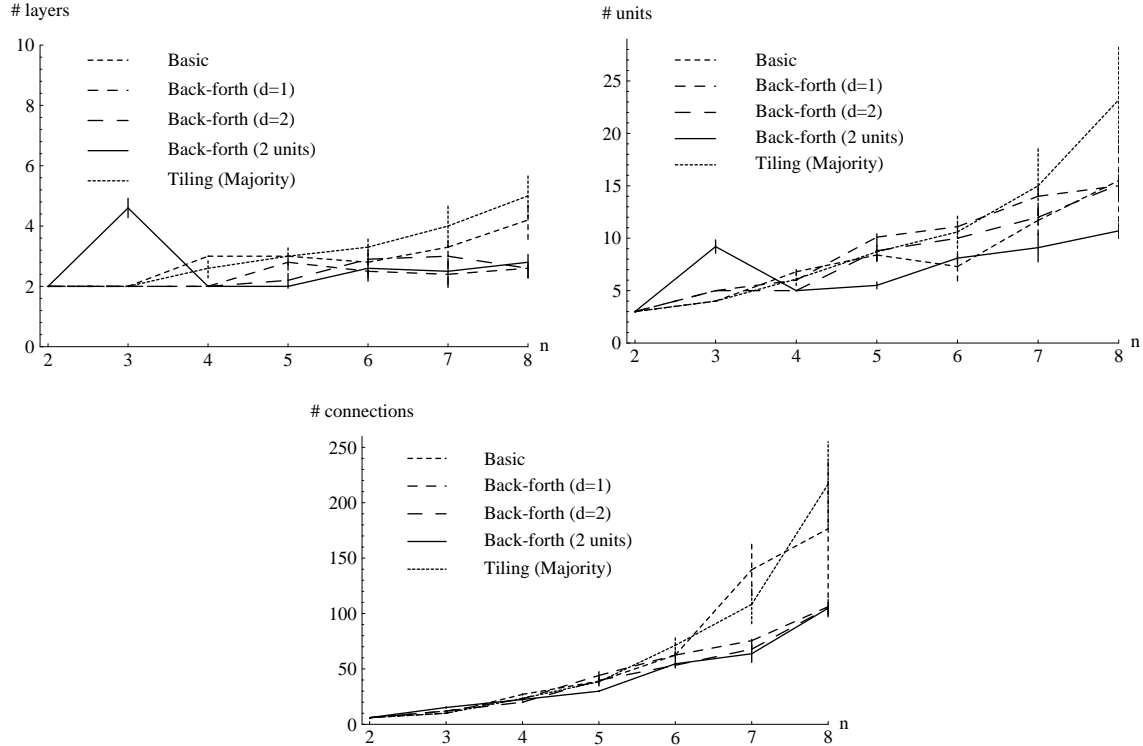 # layers
10
8
6
4
2
0
Basic
Back-forth (d=1)
Back-forth (d=2)
Back-forth (2 units)
Tiling (Majority)
2 3 4 5 6 7 8 n
# units
25
20
15
10
5
0
Basic
Back-forth (d=1)
Back-forth (d=2)
Back-forth (2 units)
Tiling (Majority)
2 3 4 5 6 7 8 n
# connections
250
200
150
100
50
0
Basic
Back-forth (d=1)
Back-forth (d=2)
Back-forth (2 units)
Tiling (Majority)
2 3 4 5 6 7 8 n